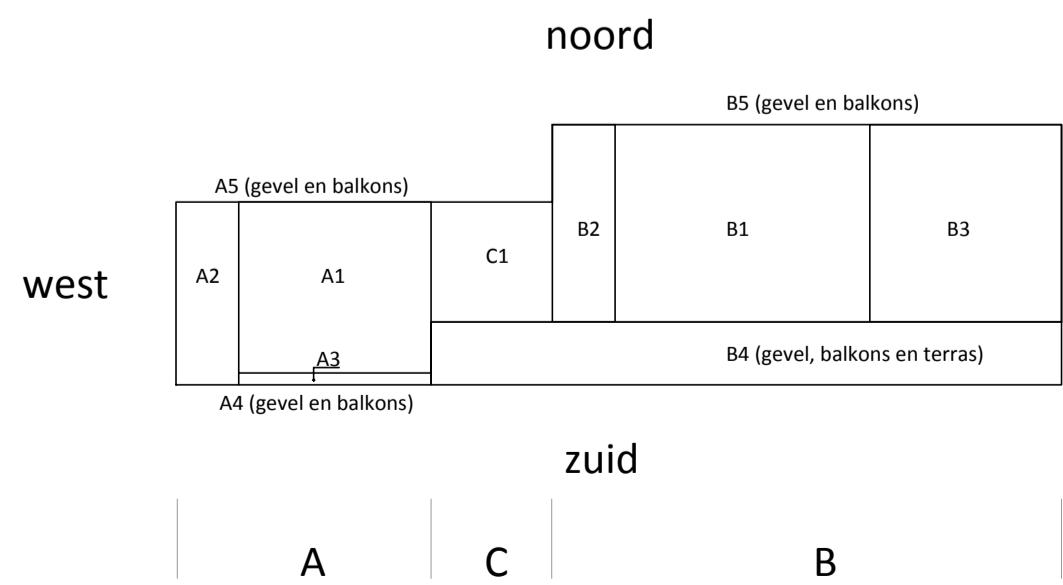 noord
B5 (gevel en balkons)
A5 (gevel en balkons)
B2
B1
B3
C1
west
A2
A1
A3
B4 (gevel, balkons en terras)
A4 (gevel en balkons)
zuid
A
C
B